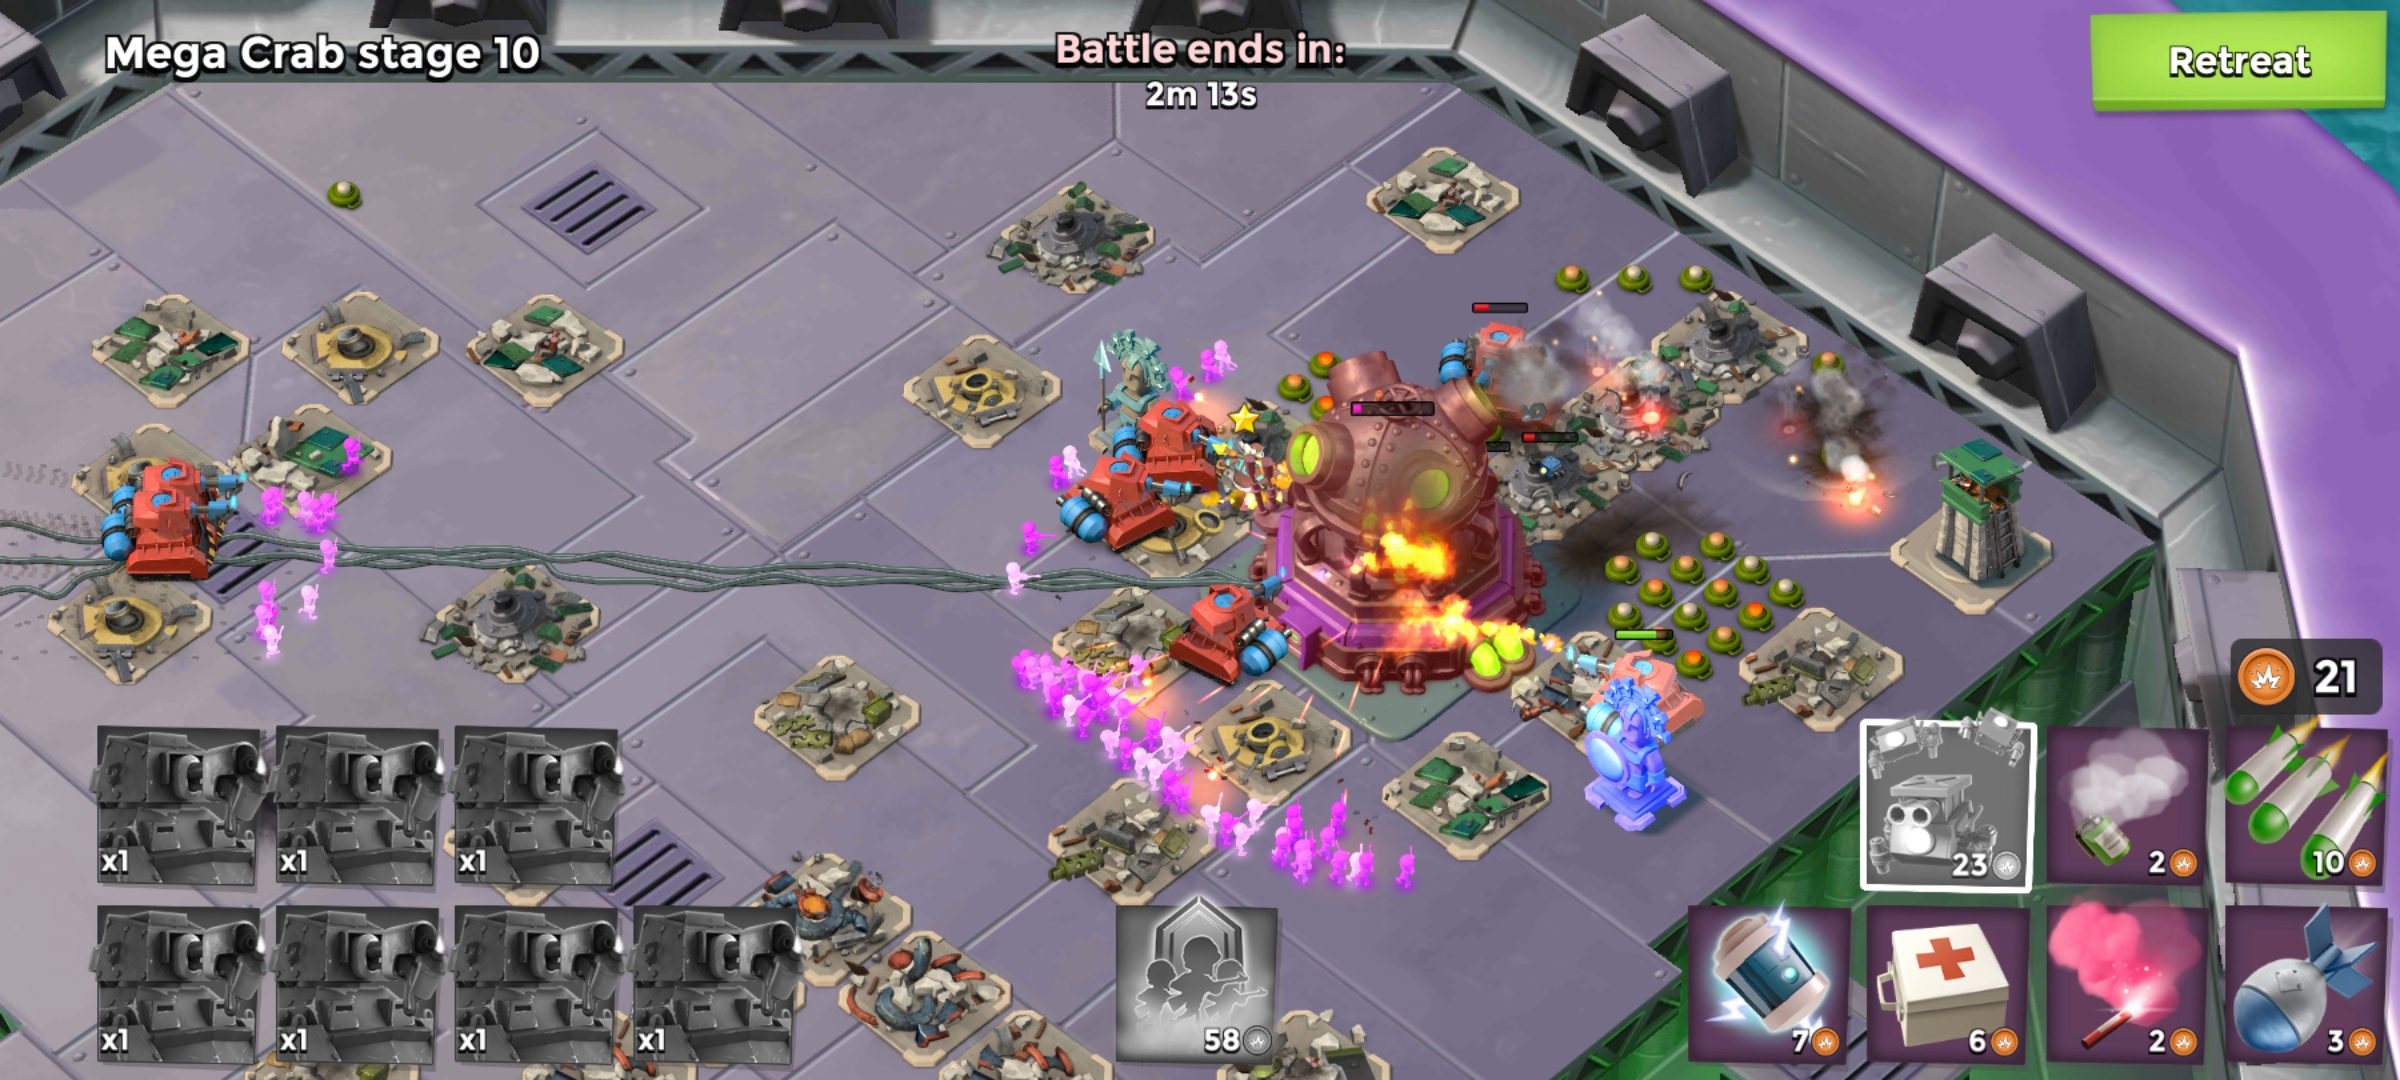 Mega Crab stage 10
Battle ends in:
2m 13s
Retreat
21
x1
x1
x1
23
2
10
x1
x1
x1
x1
58
7
6
2
3